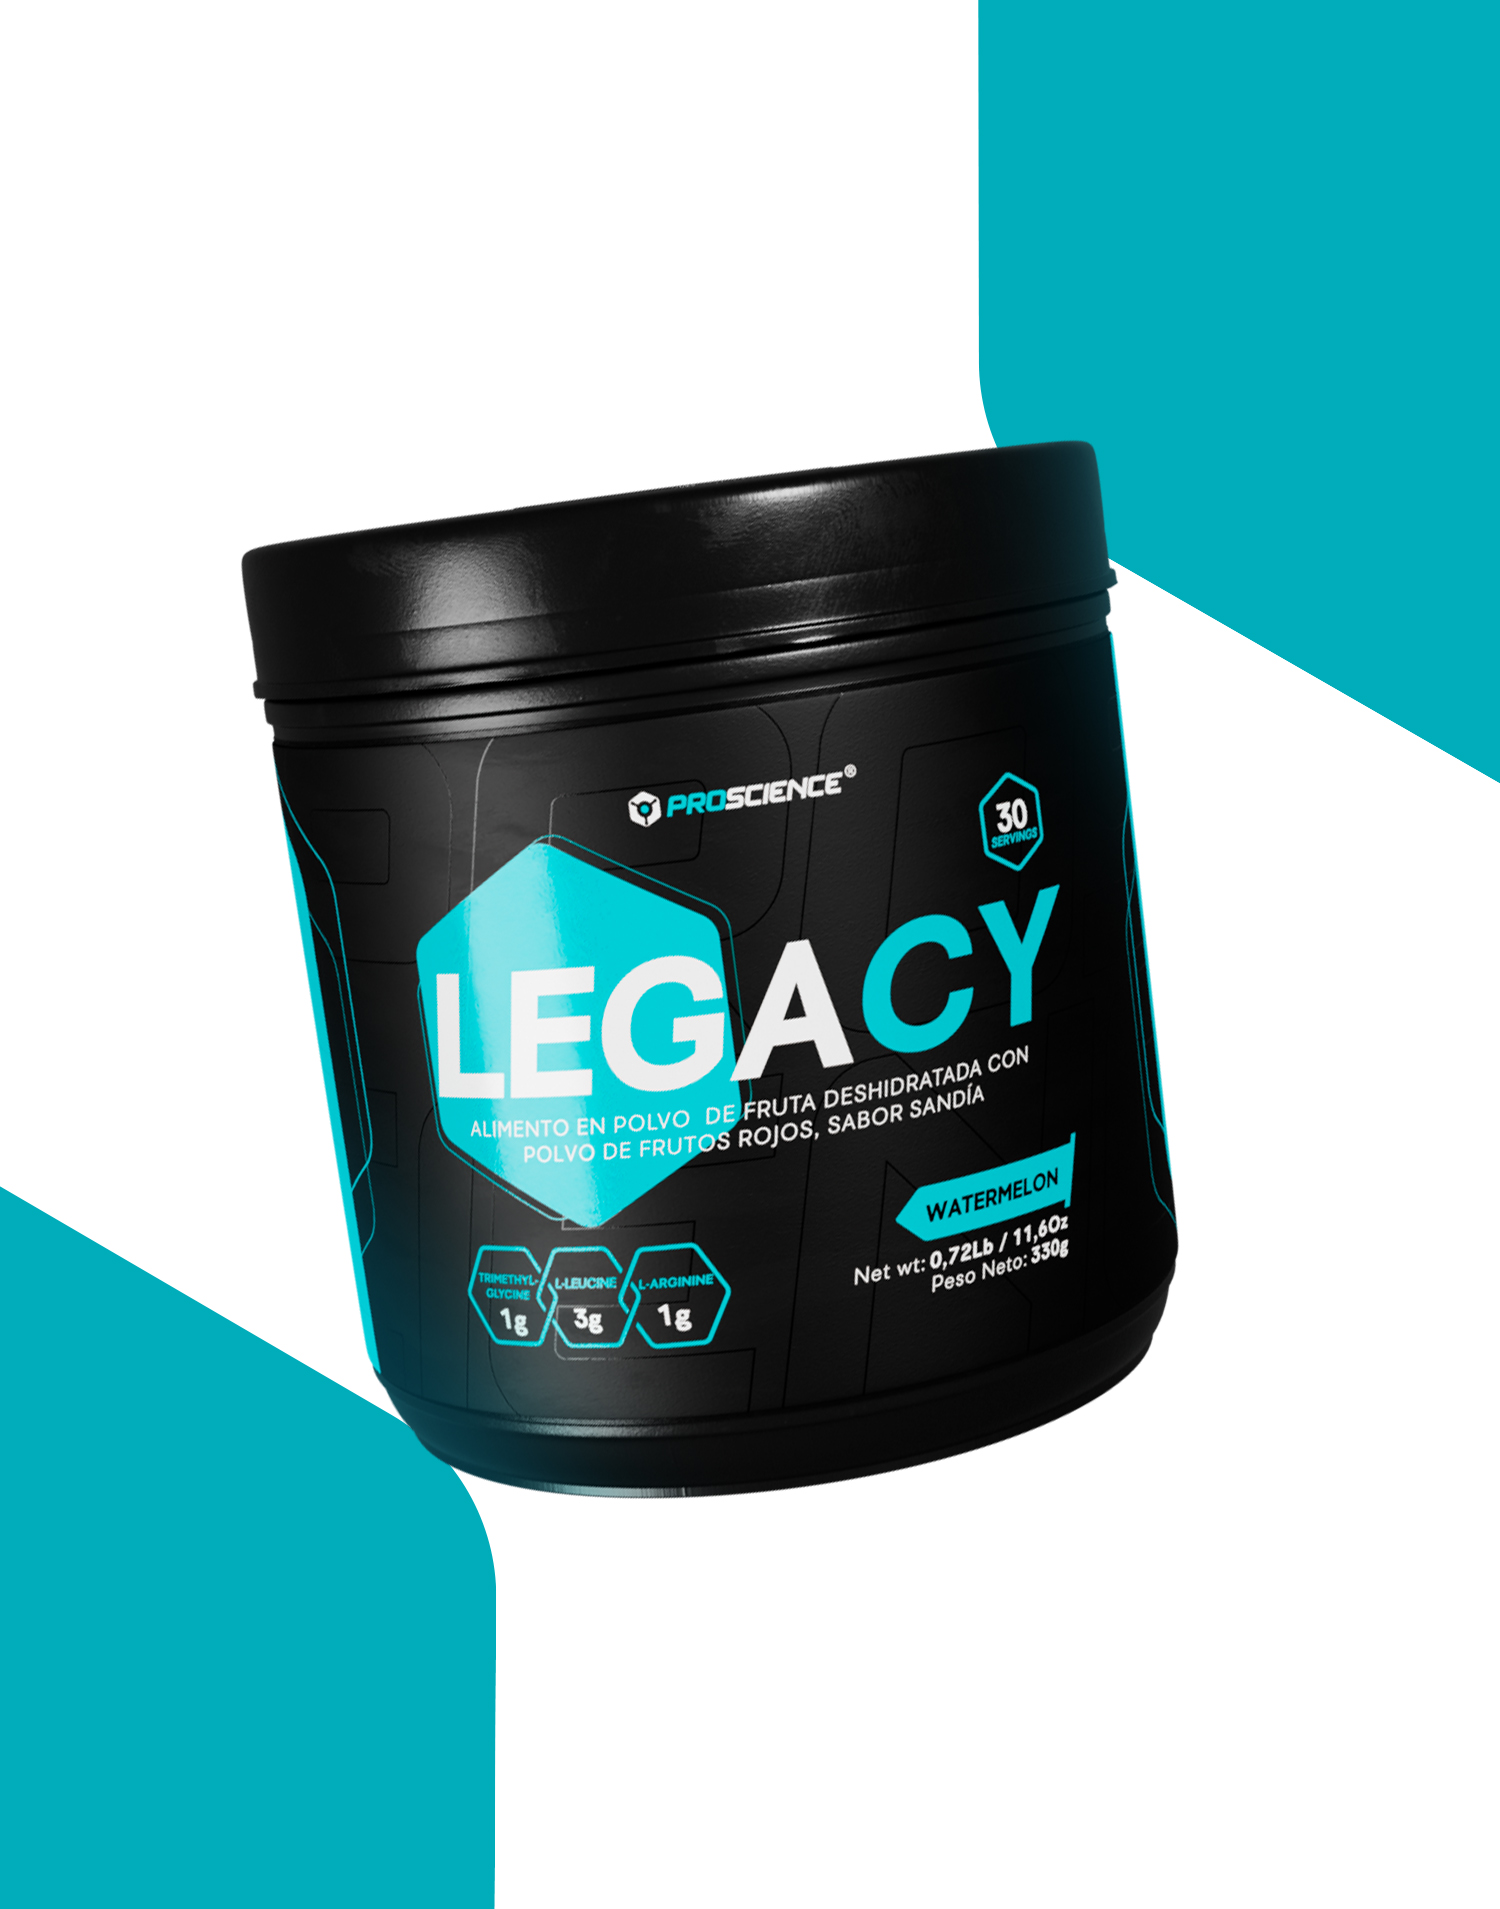 PROSCIENCE®
30
SERVINGS
LEGACY
ALIMENTO EN POLVO DE FRUTA DESHIDRATADA CON
POLVO DE FRUTOS ROJOS, SABOR SANDÍA
WATERMELON
Net wt: 0,72Lb / 11,6Oz
Peso Neto: 330g
TRIMETHYL-
GLYCINE
1g
L-LEUCINE
3g
L-ARGININE
1g